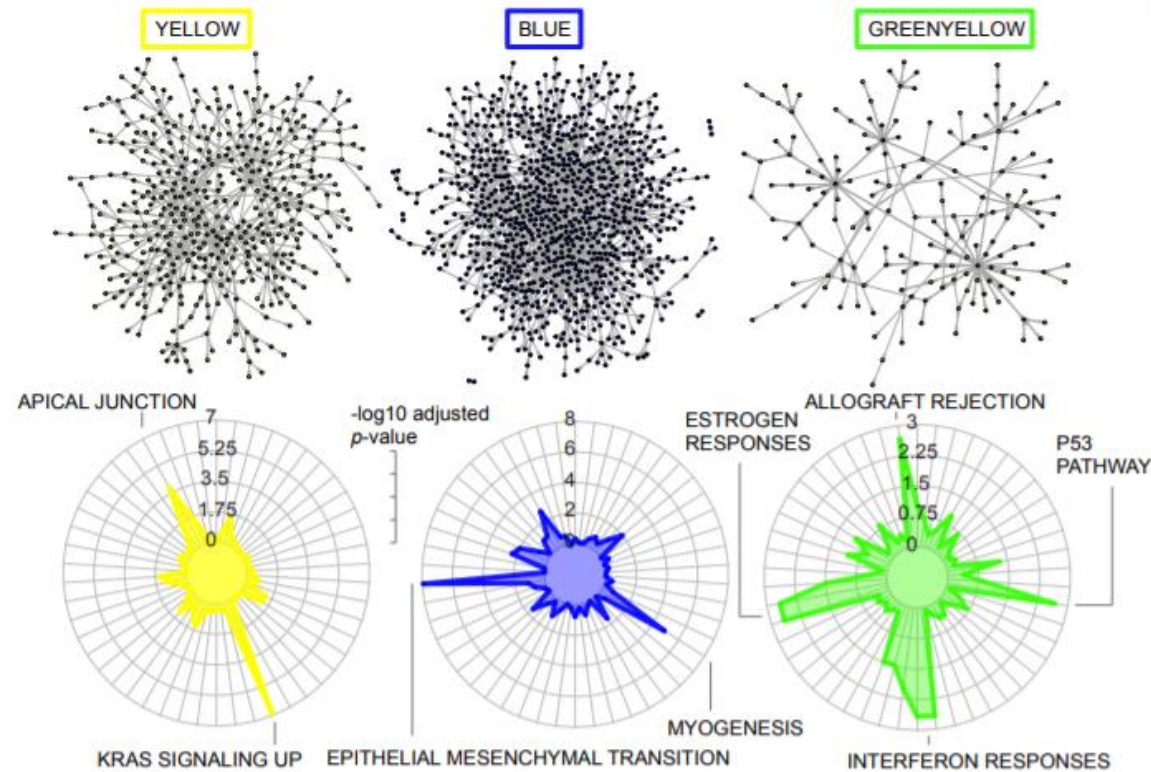 YELLOW
BLUE
GREENYELLOW
APICAL JUNCTION
7
5.25
3.5
1.75
0
-log10 adjusted
p-value
8
6
4
2
0
ESTROGEN
RESPONSES
ALLOGRAFT REJECTION
3
2.25
1.5
0.75
0
P53
PATHWAY
KRAS SIGNALING UP
EPITHELIAL MESENCHYMAL TRANSITION
MYOGENESIS
INTERFERON RESPONSES